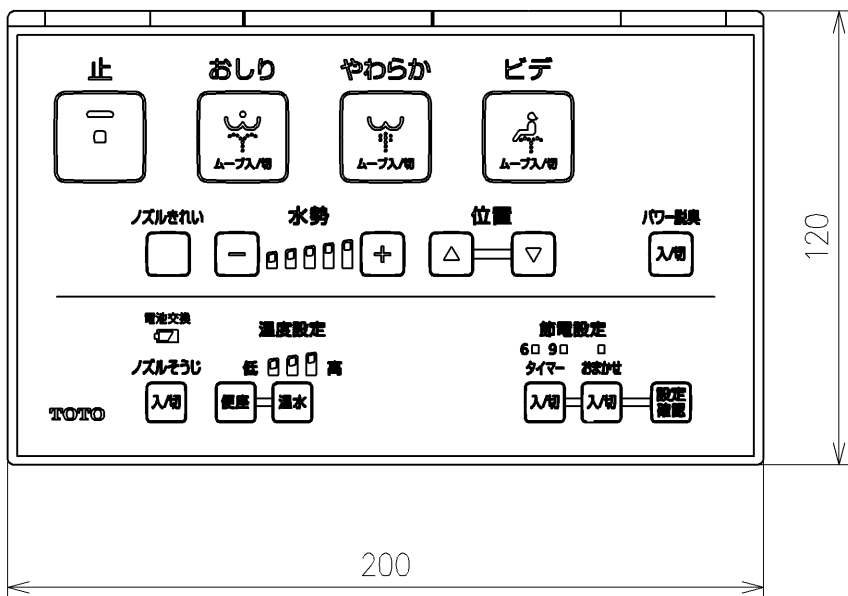 止 おしり やわらか ビデ
ムーブ入/切 ムーブ入/切 ムーブ入/切
ノズルきれい 水勢 位置 パワー脱臭
− + △ ▽ 入/切
電池交換 温度設定 節電設定
6 9
ノズルそうじ 低 高 タイマー おまかせ
入/切 便座 温水 入/切 入/切 設定
確認
TOTO
120
200